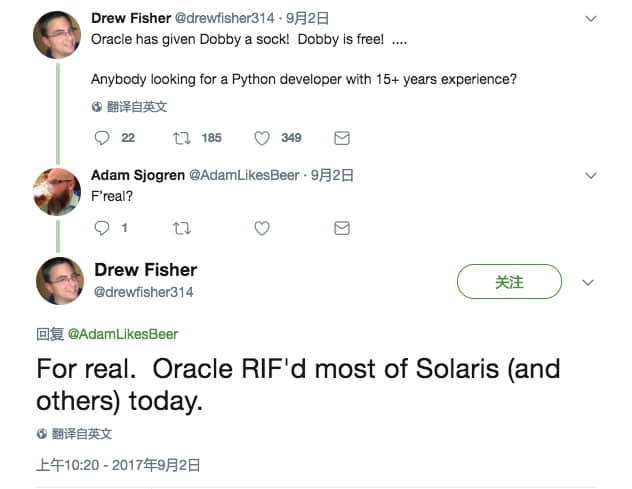 Drew Fisher @drewfisher314 · 9月2日
Oracle has given Dobby a sock!  Dobby is free!  ....
Anybody looking for a Python developer with 15+ years experience?
翻译自英文
22 185 349
Adam Sjogren @AdamLikesBeer · 9月2日
F'real?
1
Drew Fisher
@drewfisher314
关注
回复 @AdamLikesBeer
For real.  Oracle RIF'd most of Solaris (and
others) today.
翻译自英文
上午10:20 - 2017年9月2日